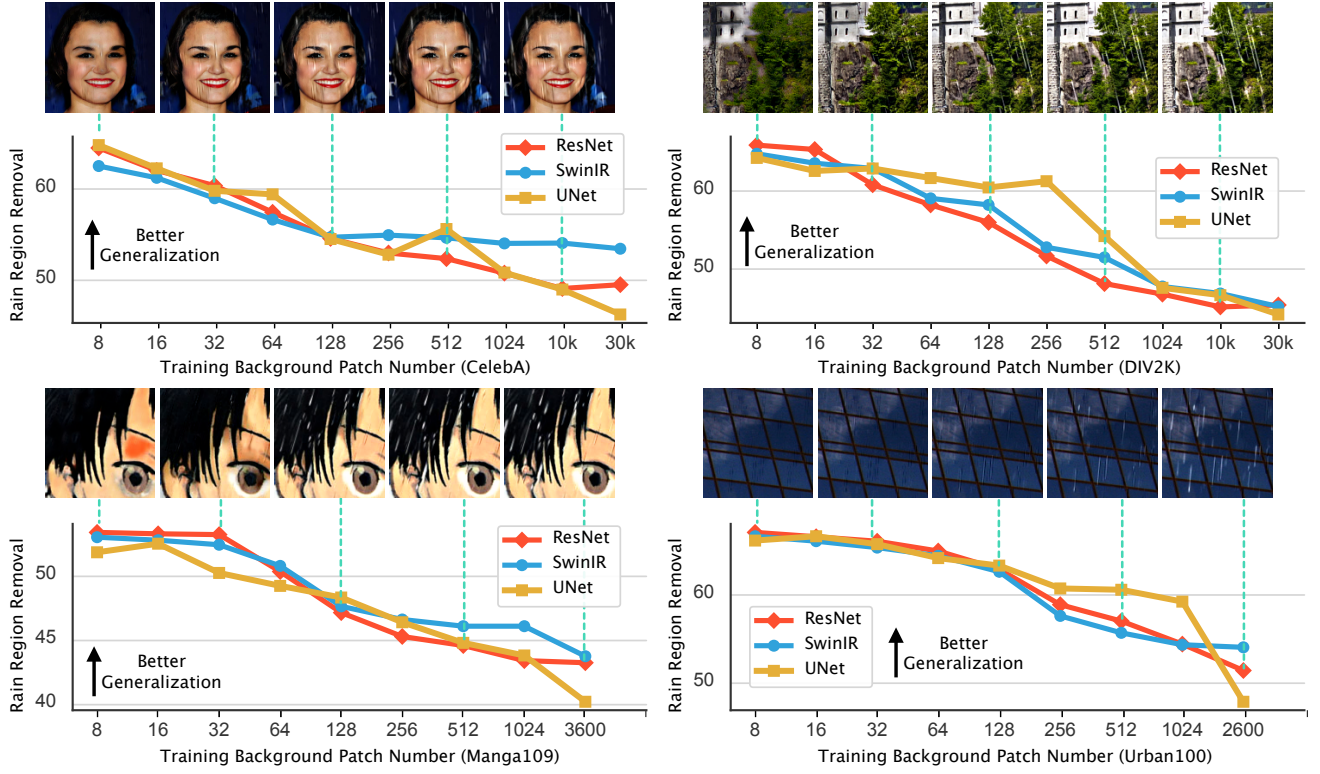 Rain Region Removal
60
50
Better
Generalization
ResNet
SwinIR
UNet
8 16 32 64 128 256 512 1024 10k 30k
Training Background Patch Number (CelebA)
Rain Region Removal
60
50
Better
Generalization
ResNet
SwinIR
UNet
8 16 32 64 128 256 512 1024 10k 30k
Training Background Patch Number (DIV2K)
Rain Region Removal
50
45
40
Better
Generalization
ResNet
SwinIR
UNet
8 16 32 64 128 256 512 1024 3600
Training Background Patch Number (Manga109)
Rain Region Removal
60
50
ResNet
SwinIR
UNet
Better
Generalization
8 16 32 64 128 256 512 1024 2600
Training Background Patch Number (Urban100)